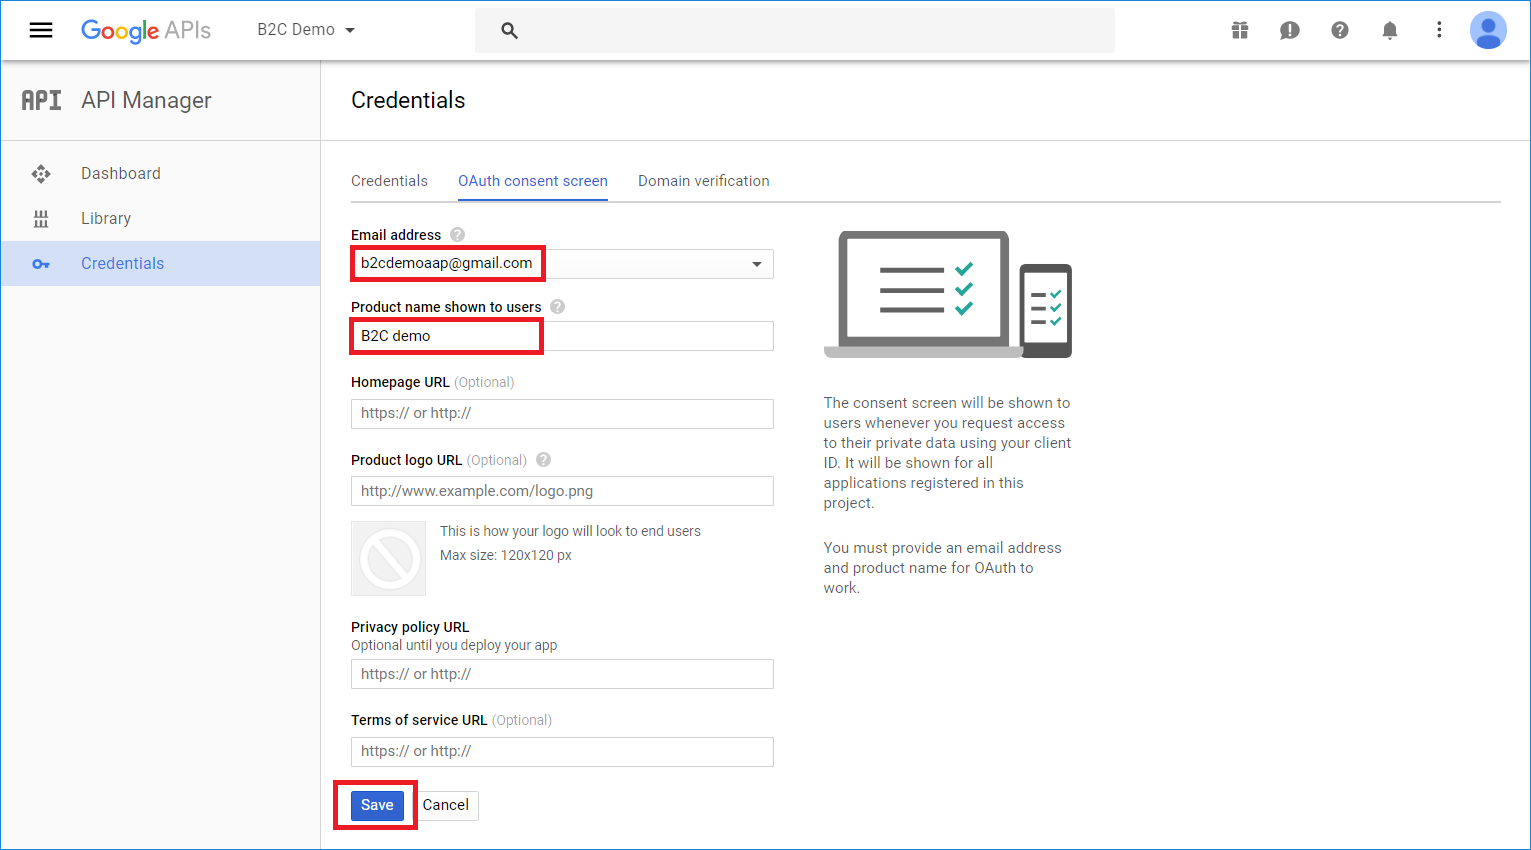 Google APIs
B2C Demo
API API Manager
Credentials
Dashboard
Library
Credentials
Credentials OAuth consent screen Domain verification
Email address
b2cdemoaap@gmail.com
Product name shown to users
B2C demo
Homepage URL (Optional)
https:// or http://
Product logo URL (Optional)
http://www.example.com/logo.png
This is how your logo will look to end users
Max size: 120x120 px
Privacy policy URL
Optional until you deploy your app
https:// or http://
Terms of service URL (Optional)
https:// or http://
Save Cancel
The consent screen will be shown to
users whenever you request access
to their private data using your client
ID. It will be shown for all
applications registered in this
project.
You must provide an email address
and product name for OAuth to
work.